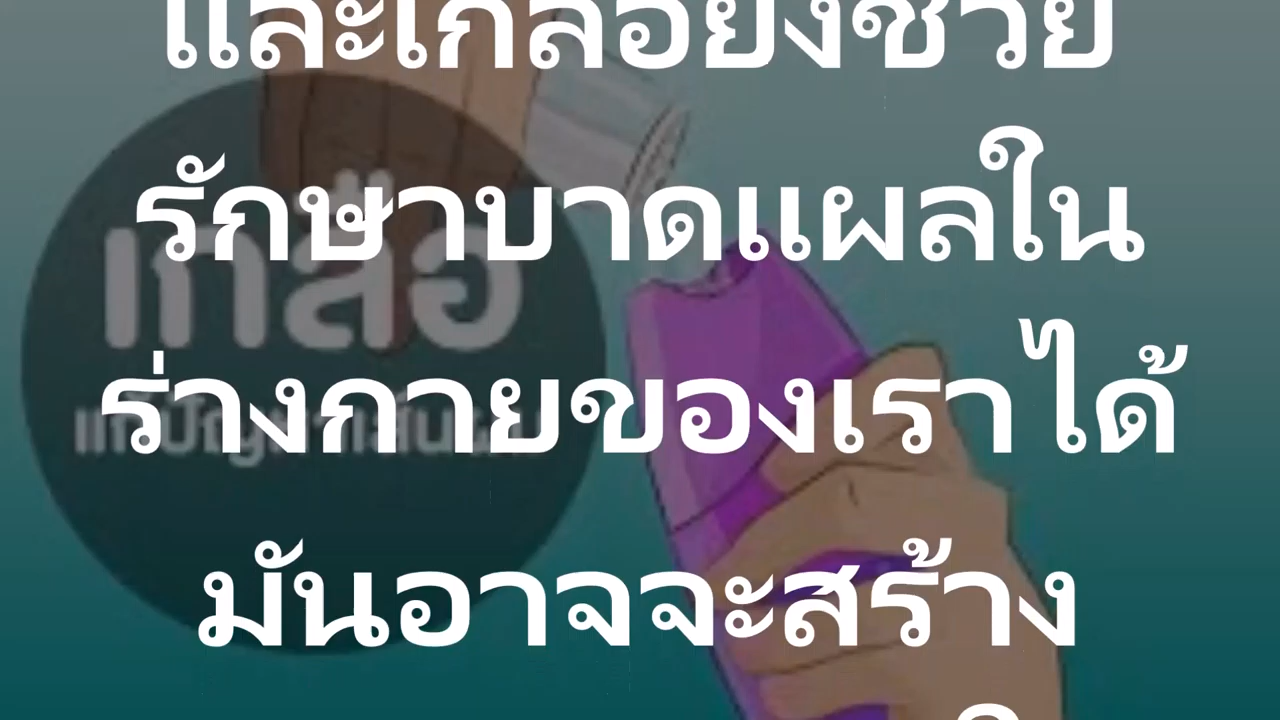 และเกลือยังช่วย
รักษาบาดแผลใน
ร่างกายของเราได้
มันอาจจะสร้าง
เกลือ